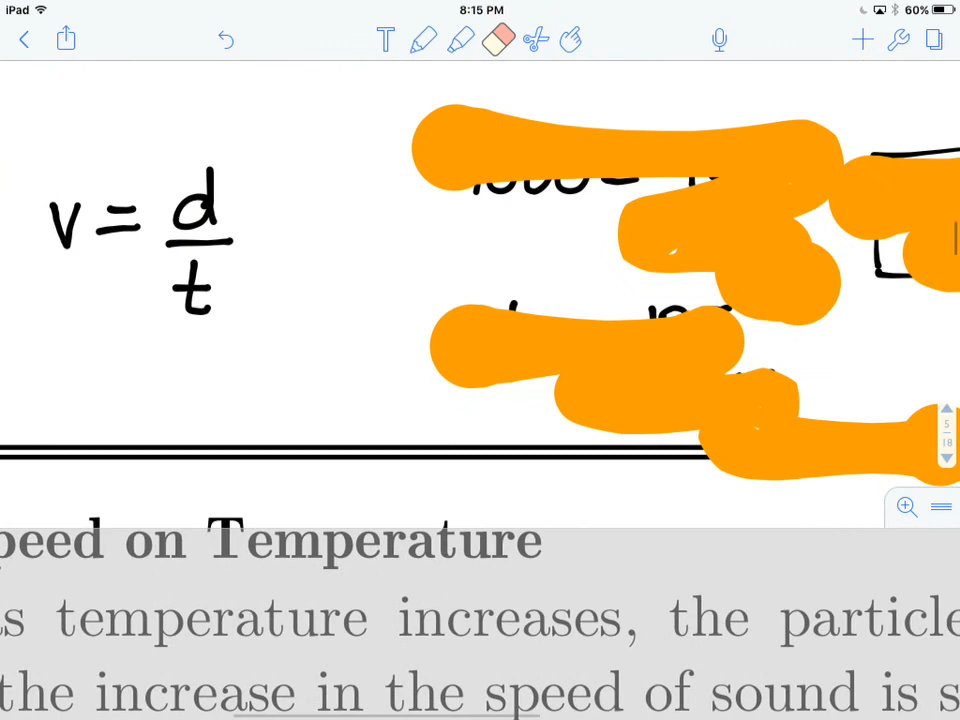 iPad 8:15 PM 60%
T
v = d/t
5
18
peed on Temperature
s temperature increases, the particle
the increase in the speed of sound is s